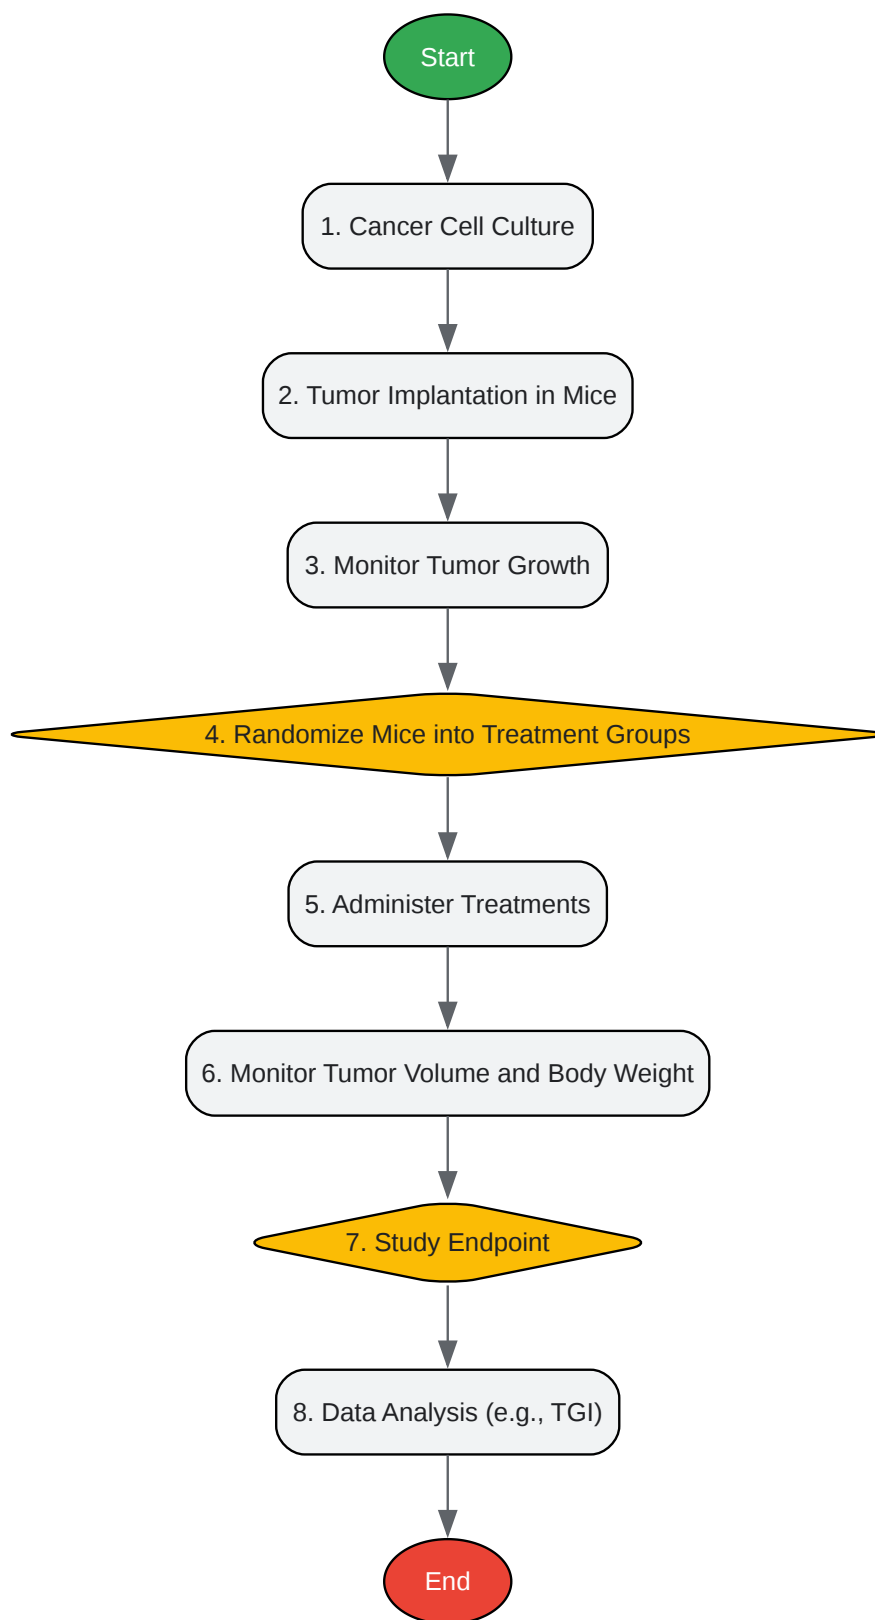 Start
1. Cancer Cell Culture
2. Tumor Implantation in Mice
3. Monitor Tumor Growth
4. Randomize Mice into Treatment Groups
5. Administer Treatments
6. Monitor Tumor Volume and Body Weight
7. Study Endpoint
8. Data Analysis (e.g., TGI)
End